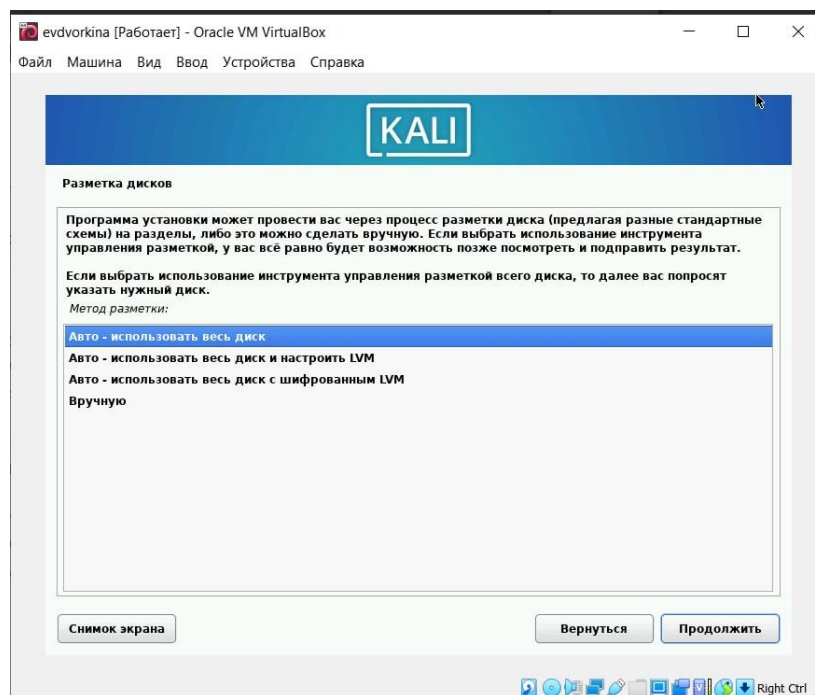 evdvorkina [Работает] - Oracle VM VirtualBox
Файл Машина Вид Ввод Устройства Справка
KALI
Разметка дисков
Программа установки может провести вас через процесс разметки диска (предлагая разные стандартные
схемы) на разделы, либо это можно сделать вручную. Если выбрать использование инструмента
управления разметкой, у вас всё равно будет возможность позже посмотреть и подправить результат.
Если выбрать использование инструмента управления разметкой всего диска, то далее вас попросят
указать нужный диск.
Метод разметки:
Авто - использовать весь диск
Авто - использовать весь диск и настроить LVM
Авто - использовать весь диск с шифрованным LVM
Вручную
Снимок экрана Вернуться Продолжить
Right Ctrl